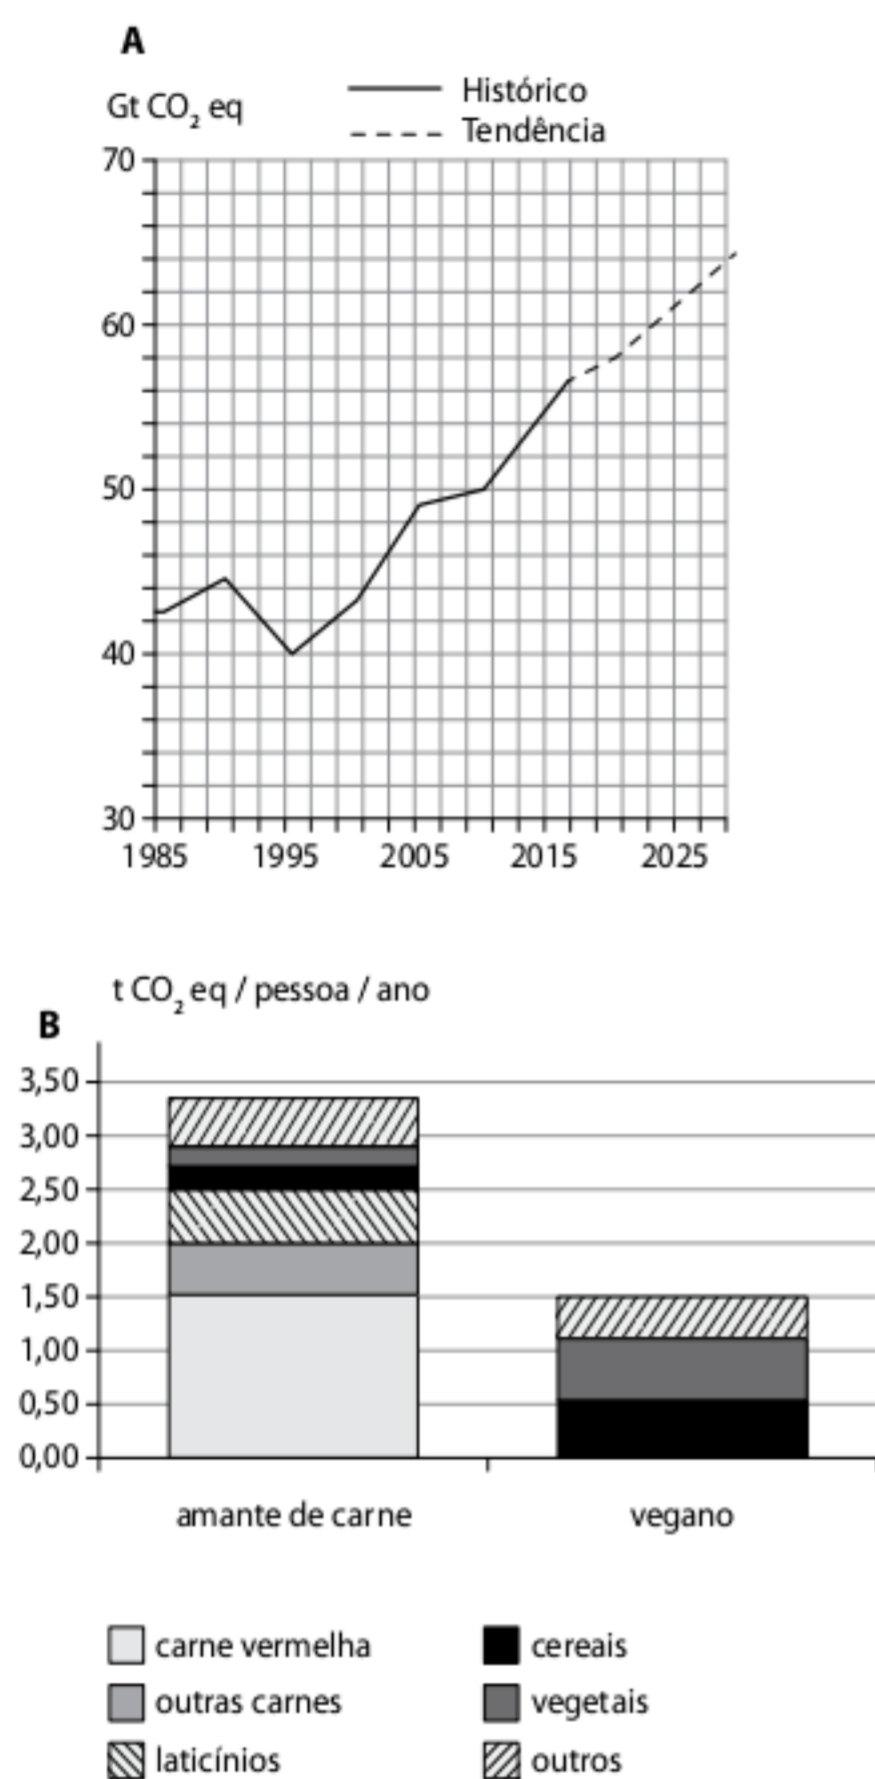 A
Gt CO₂ eq
Histórico
Tendência
70
60
50
40
30
1985 1995 2005 2015 2025
t CO₂ eq / pessoa / ano
B
3,50
3,00
2,50
2,00
1,50
1,00
0,50
0,00
amante de carne vegano
carne vermelha cereais
outras carnes vegetais
laticínios outros